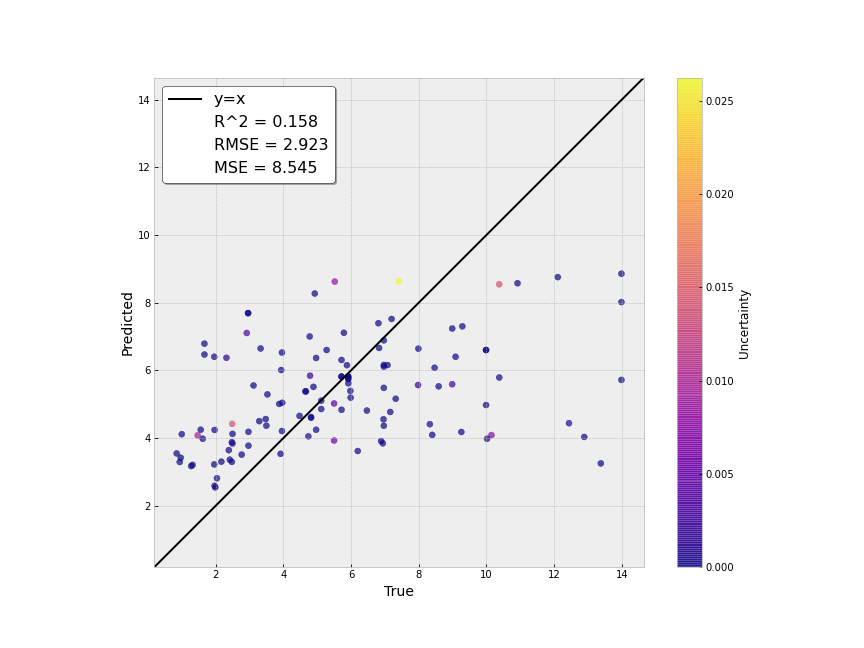 y=x
R^2 = 0.158
RMSE = 2.923
MSE = 8.545
14
12
10
8
6
4
2
Predicted
2
4
6
8
10
12
14
True
0.025
0.020
0.015
0.010
0.005
0.000
Uncertainty